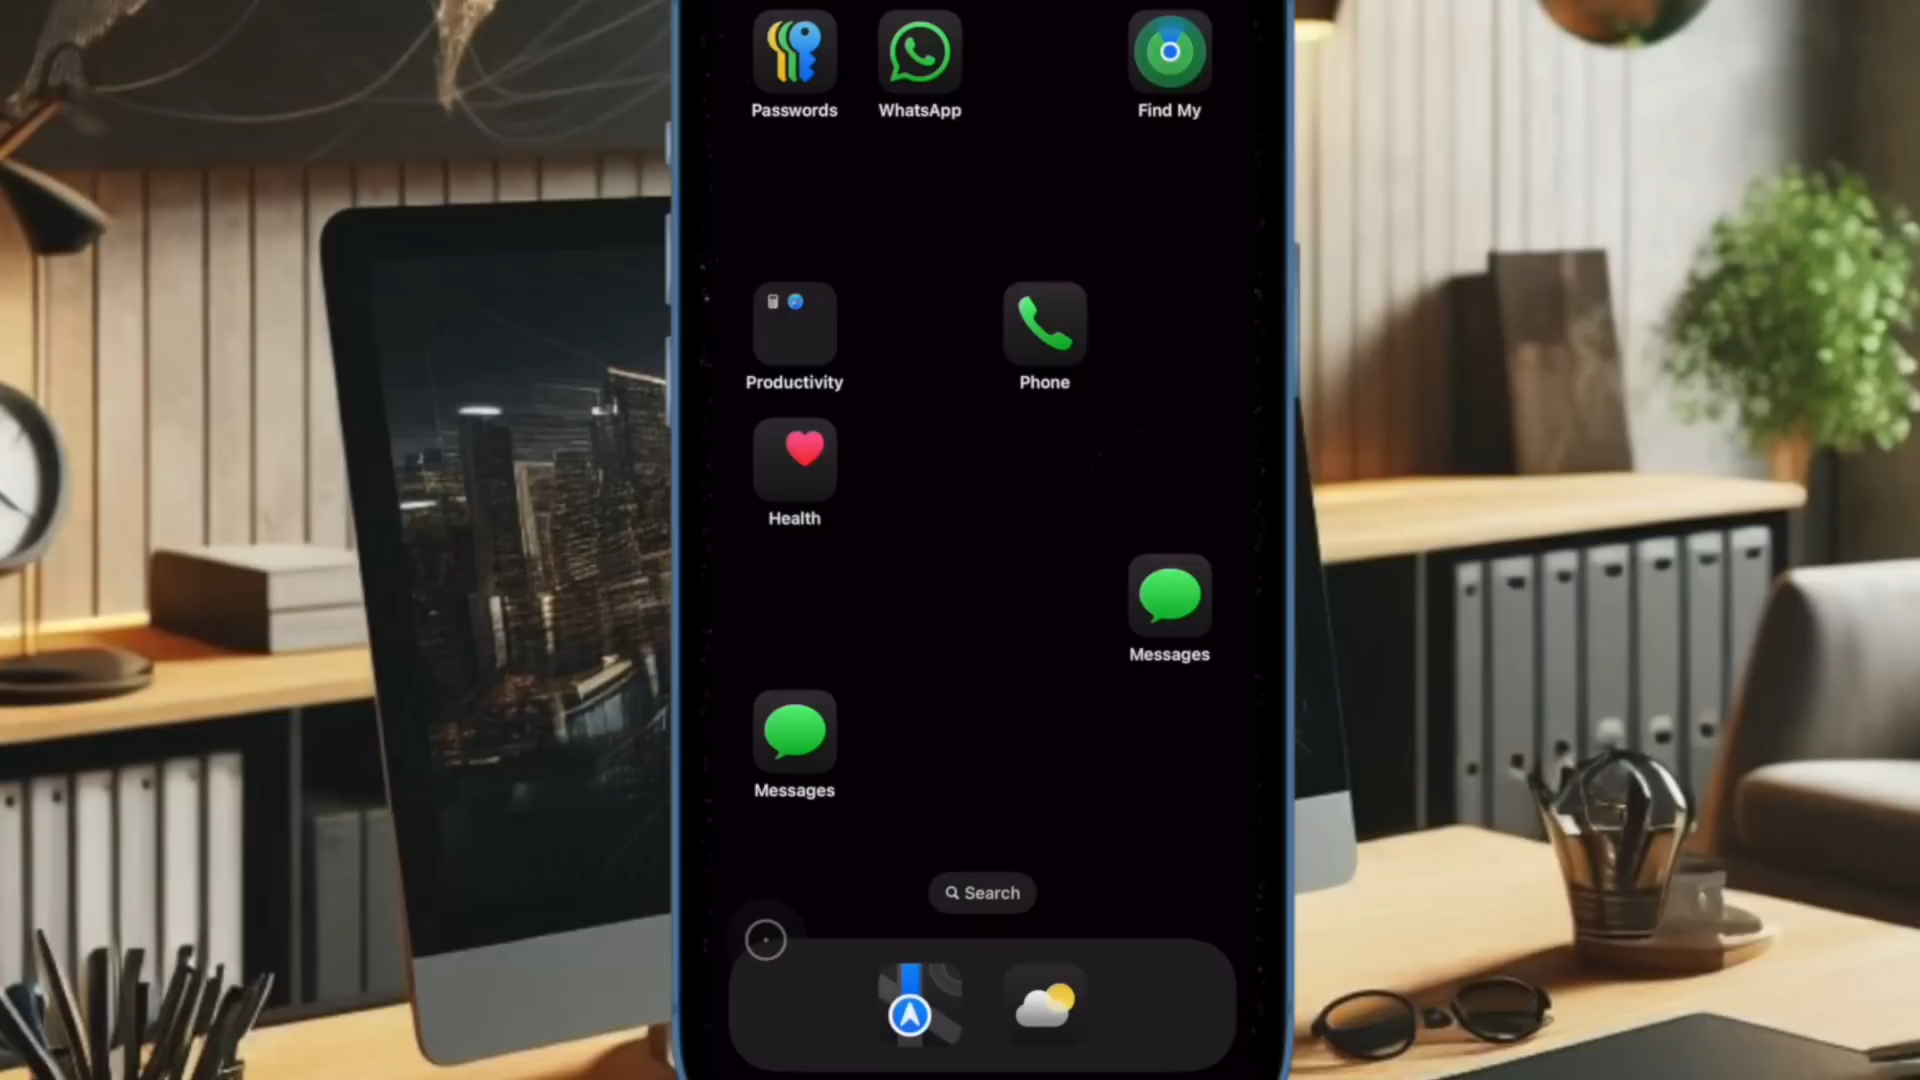 Passwords WhatsApp Find My
Productivity Phone
Health
Messages
Messages
Search